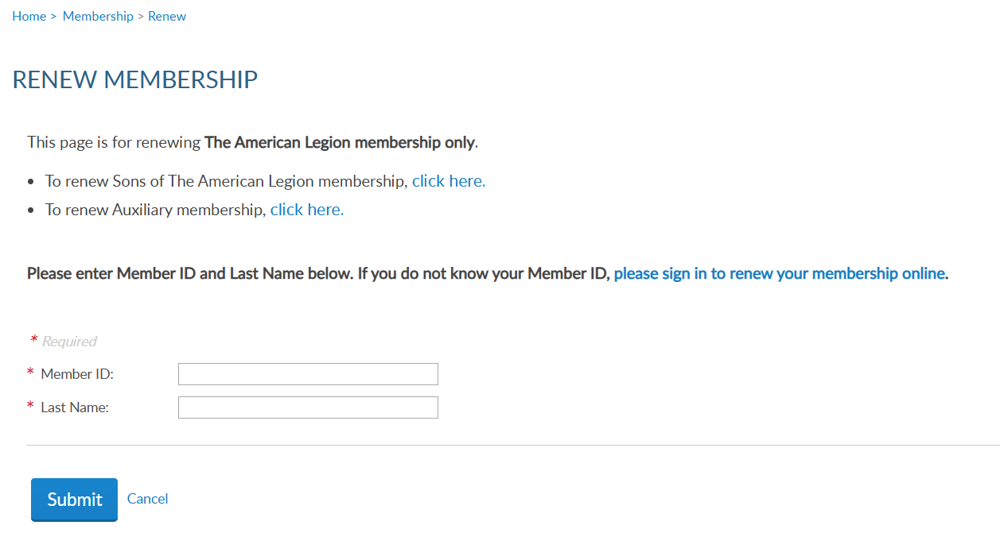 Home > Membership > Renew
RENEW MEMBERSHIP
This page is for renewing The American Legion membership only.
• To renew Sons of The American Legion membership, click here.
• To renew Auxiliary membership, click here.
Please enter Member ID and Last Name below. If you do not know your Member ID, please sign in to renew your membership online.
* Required
* Member ID:
* Last Name:
Submit Cancel